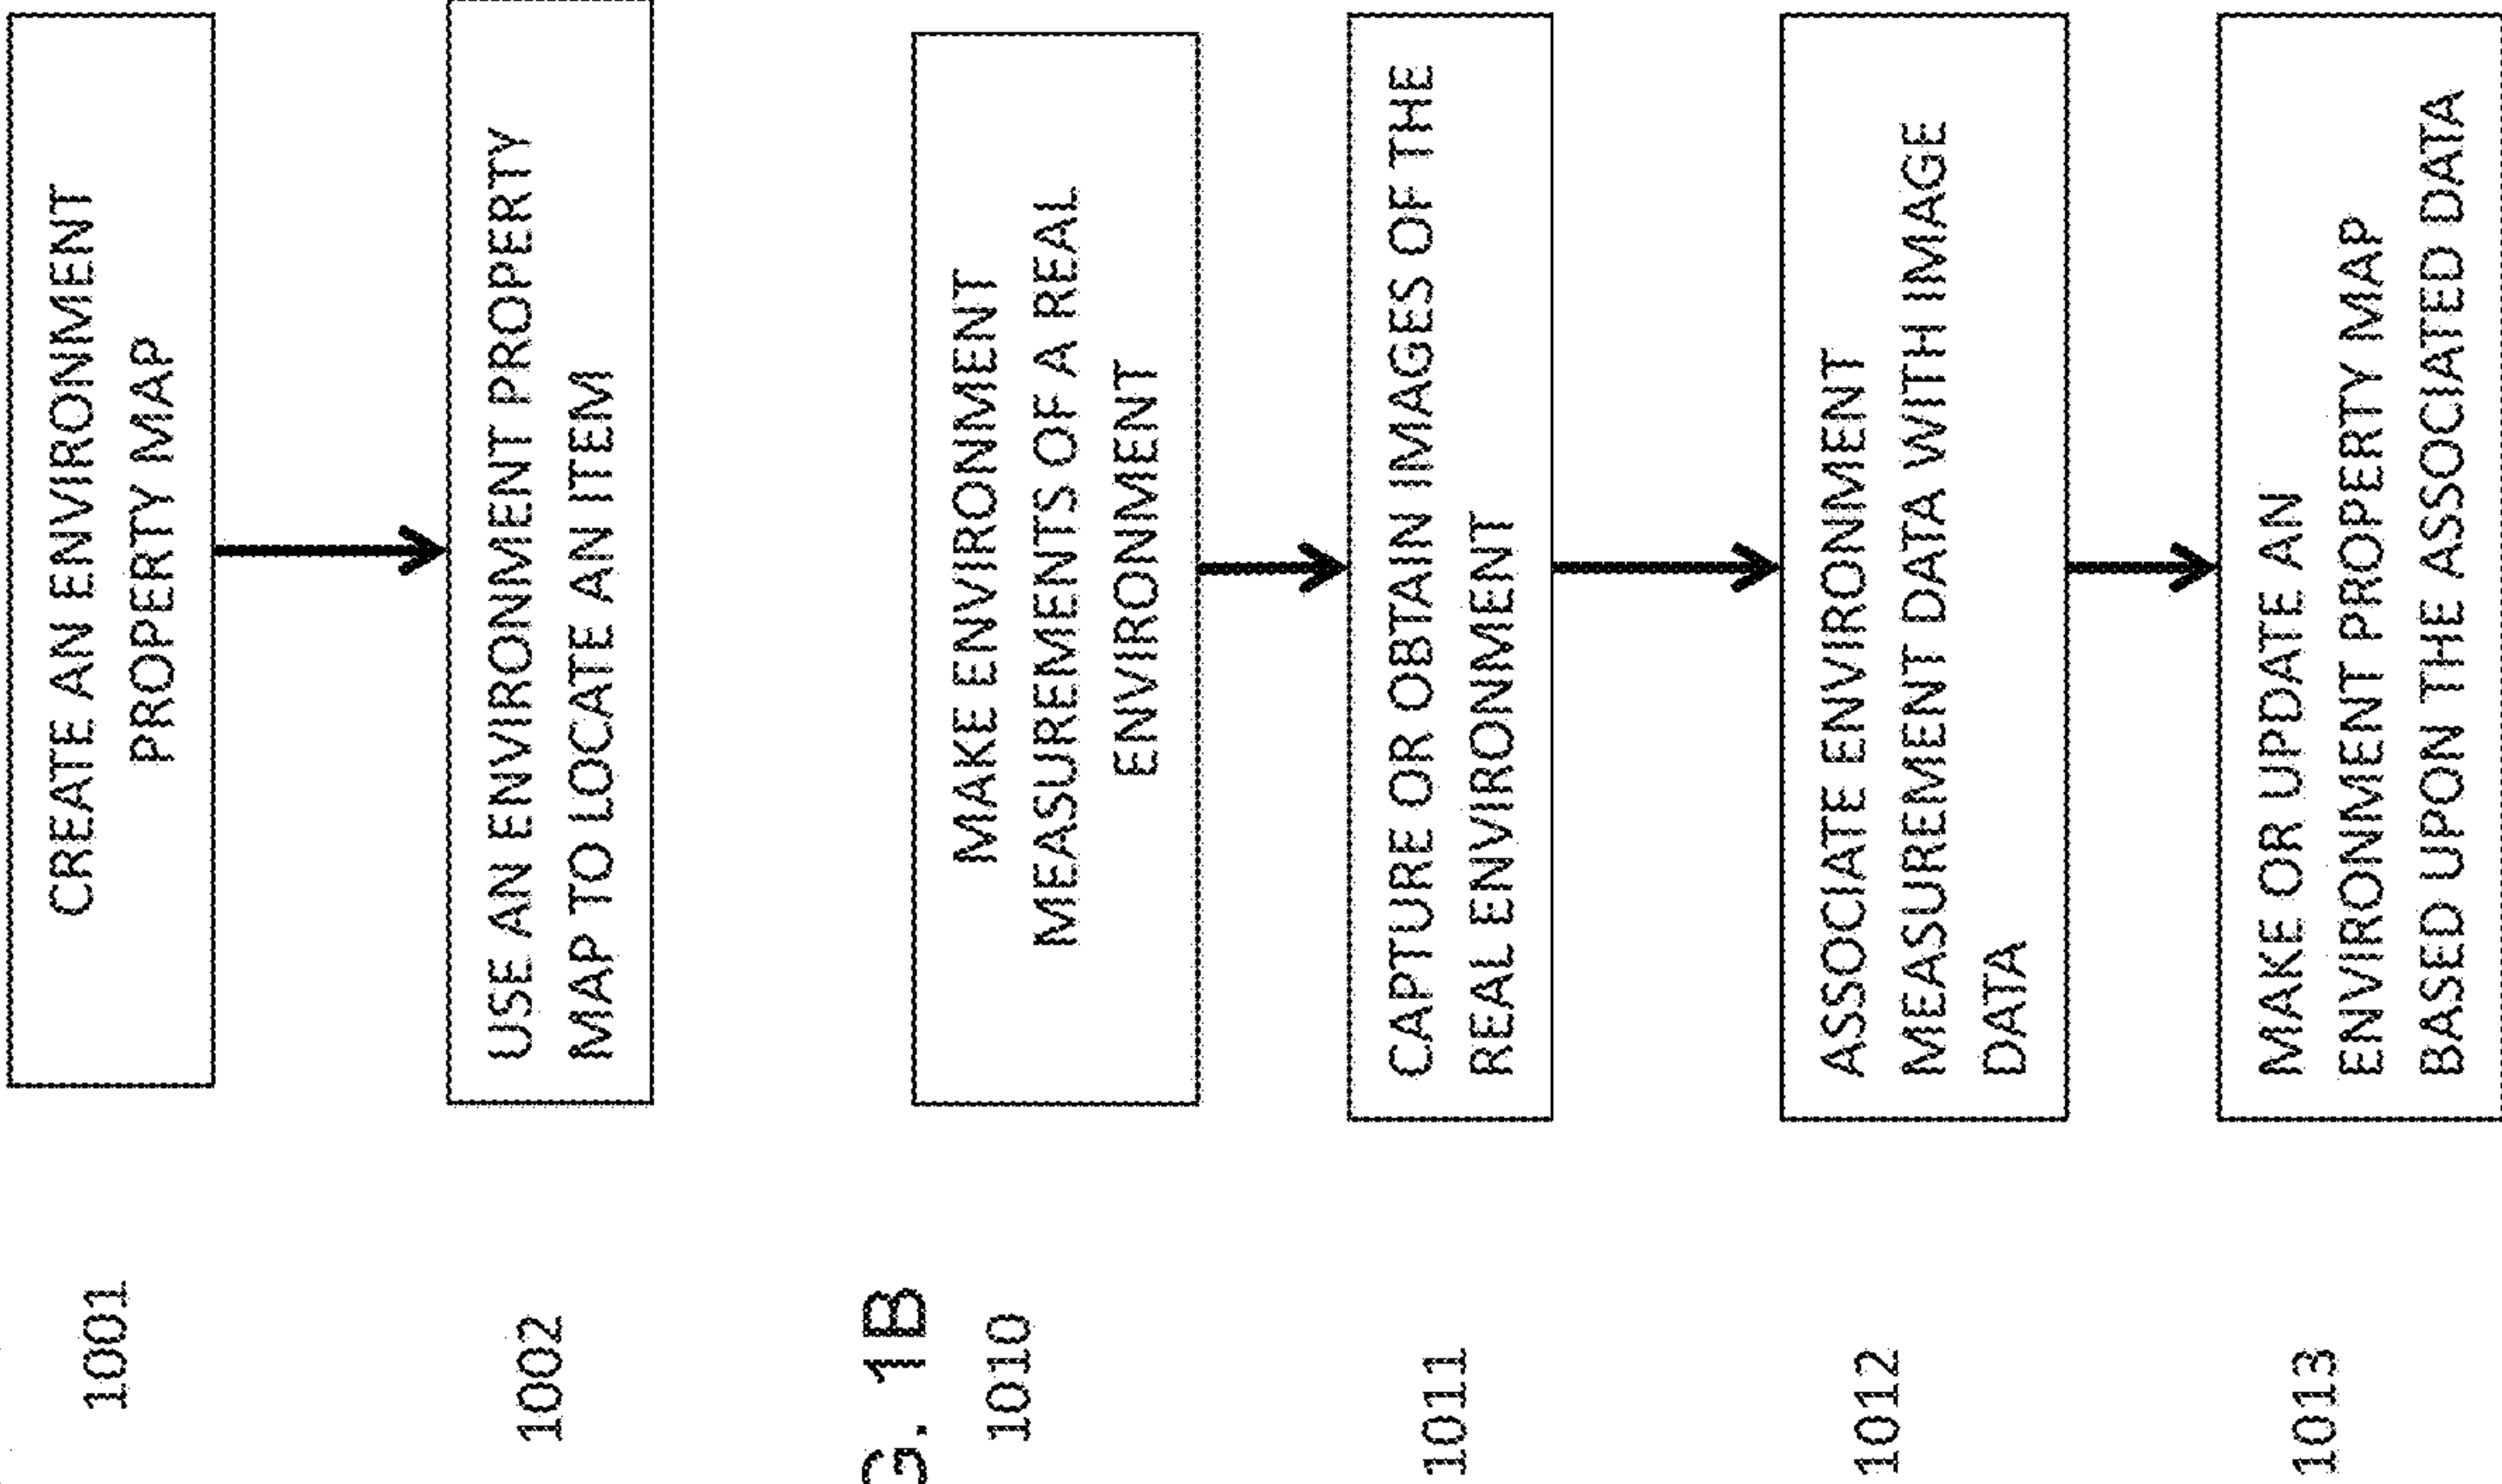 1001
CREATE AN ENVIRONMENT
PROPERTY MAP
1002
USE AN ENVIRONMENT PROPERTY
MAP TO LOCATE AN ITEM
G. 1B
1010
MAKE ENVIRONMENT
MEASUREMENTS OF A REAL
ENVIRONMENT
1011
CAPTURE OR OBTAIN IMAGES OF THE
REAL ENVIRONMENT
1012
ASSOCIATE ENVIRONMENT
MEASUREMENT DATA WITH IMAGE
DATA
1013
MAKE OR UPDATE AN
ENVIRONMENT PROPERTY MAP
BASED UPON THE ASSOCIATED DATA